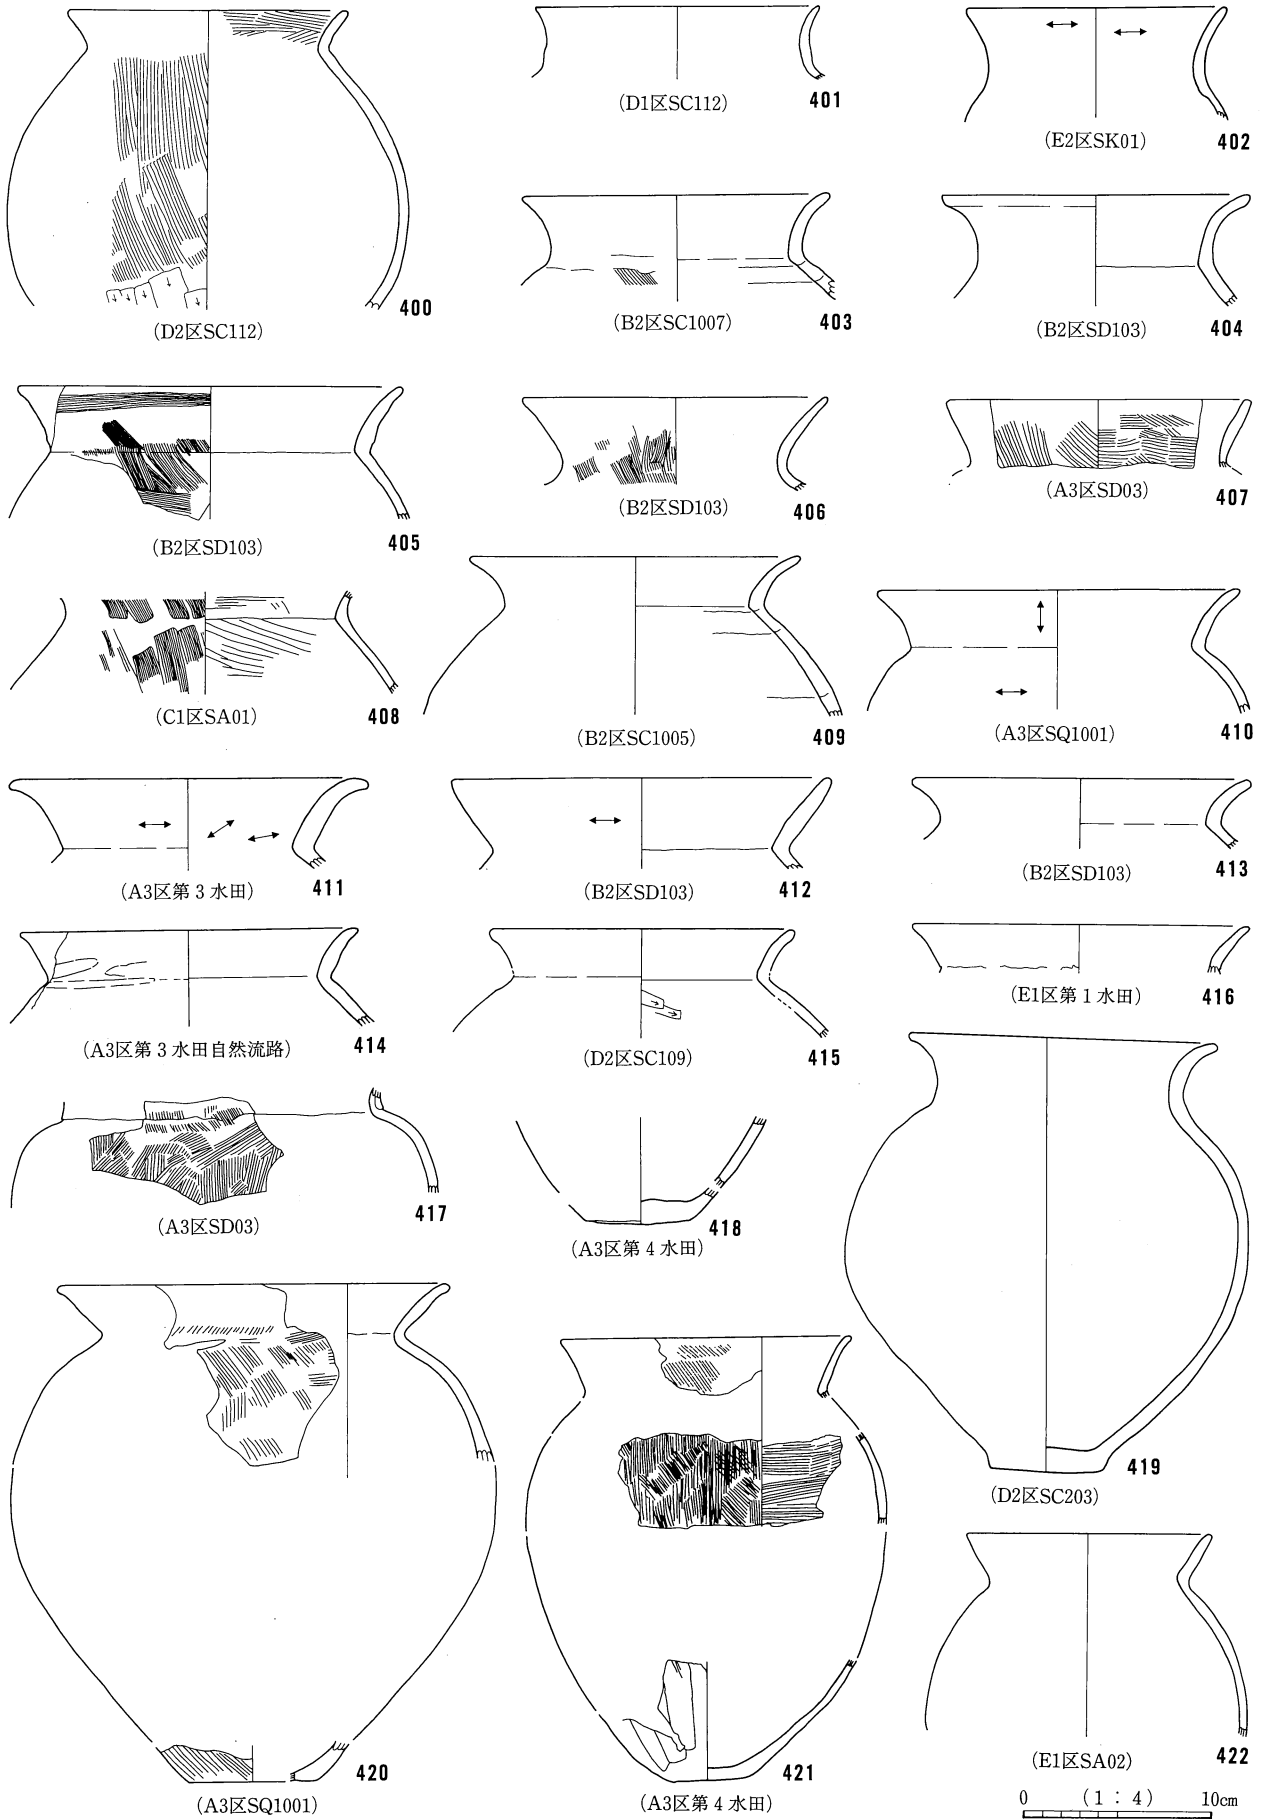 (D2区SC112) 400
(D1区SC112) 401
(E2区SK01) 402
(B2区SC1007) 403
(B2区SD103) 404
(B2区SD103) 405
(B2区SD103) 406
(A3区SD03) 407
(C1区SA01) 408
(B2区SC1005) 409
(A3区SQ1001) 410
(A3区第3水田) 411
(B2区SD103) 412
(B2区SD103) 413
(A3区第3水田自然流路) 414
(D2区SC109) 415
(E1区第1水田) 416
(A3区SD03) 417
(A3区第4水田) 418
(D2区SC203) 419
(A3区SQ1001) 420
(A3区第4水田) 421
(E1区SA02) 422
0 (1:4) 10cm